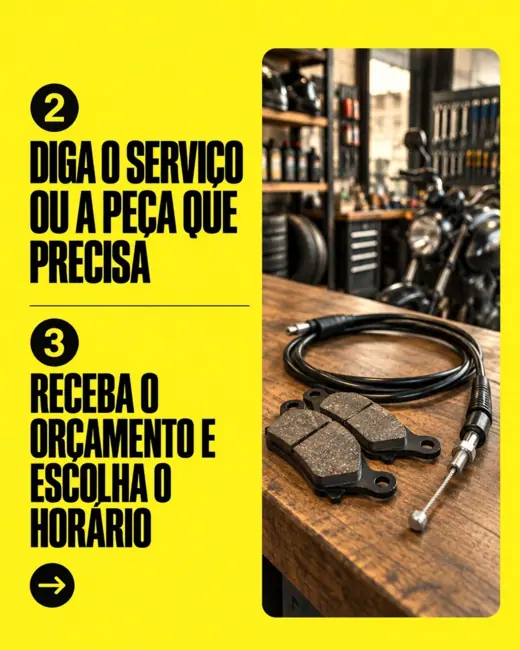 2
DIGA O SERVIÇO
OU A PEÇA QUE
PRECISA
3
RECEBA O
ORÇAMENTO E
ESCOLHA O
HORÁRIO
→